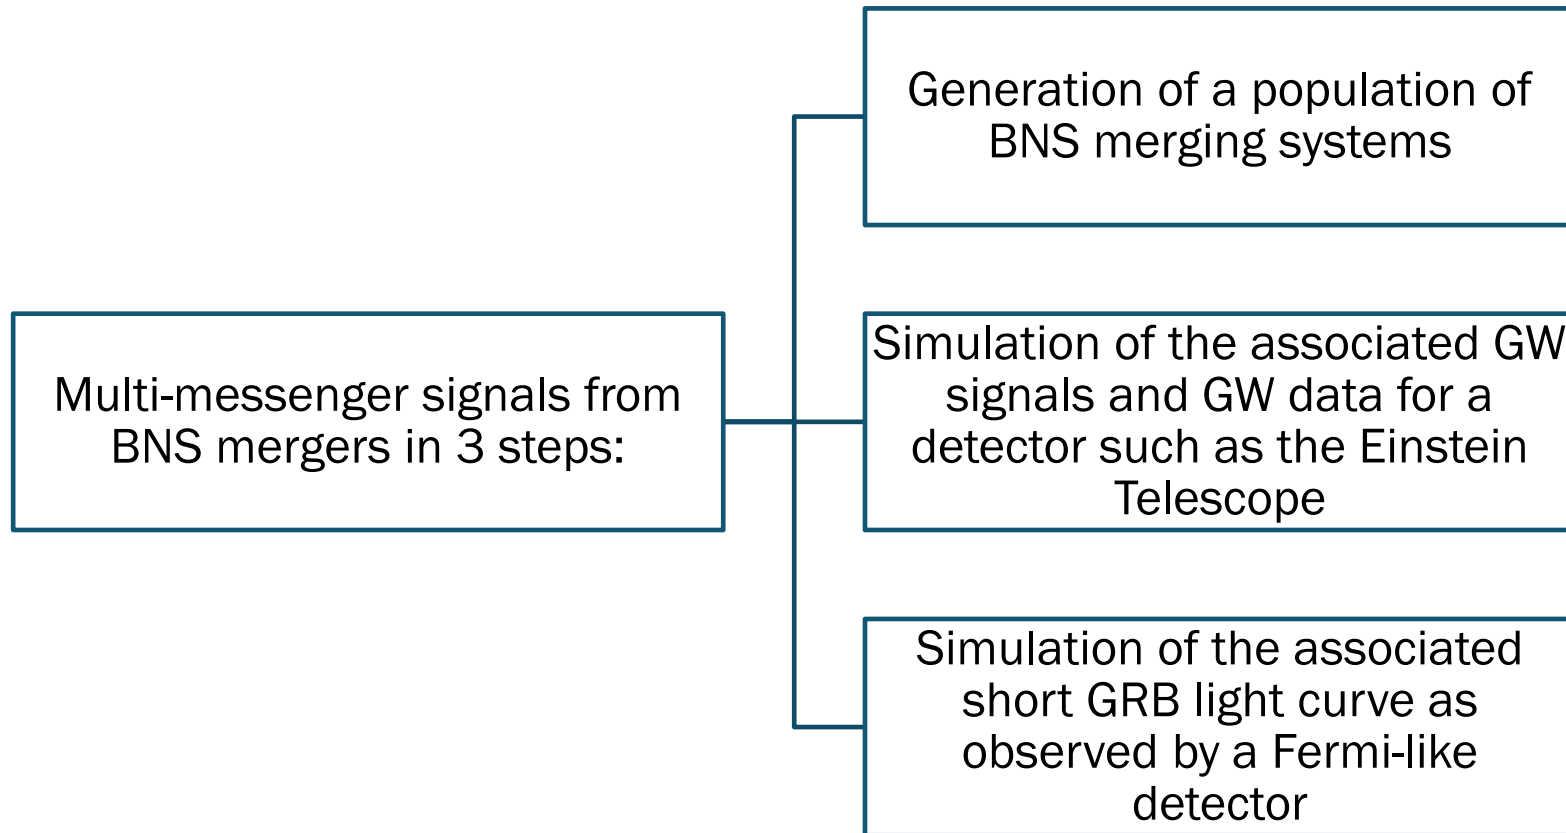 Multi-messenger signals from
BNS mergers in 3 steps:
Generation of a population of
BNS merging systems
Simulation of the associated GW
signals and GW data for a
detector such as the Einstein
Telescope
Simulation of the associated
short GRB light curve as
observed by a Fermi-like
detector